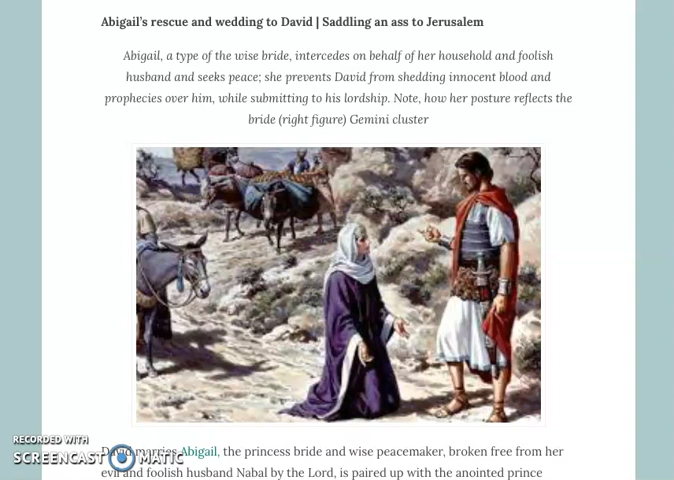 Abigail’s rescue and wedding to David | Saddling an ass to Jerusalem
Abigail, a type of the wise bride, intercedes on behalf of her household and foolish
husband and seeks peace; she prevents David from shedding innocent blood and
prophecies over him, while submitting to his lordship. Note, how her posture reflects the
bride (right figure) Gemini cluster
David marries Abigail, the princess bride and wise peacemaker, broken free from her
evil and foolish husband Nabal by the Lord, is paired up with the anointed prince
RECORDED WITH
SCREENCAST MATIC